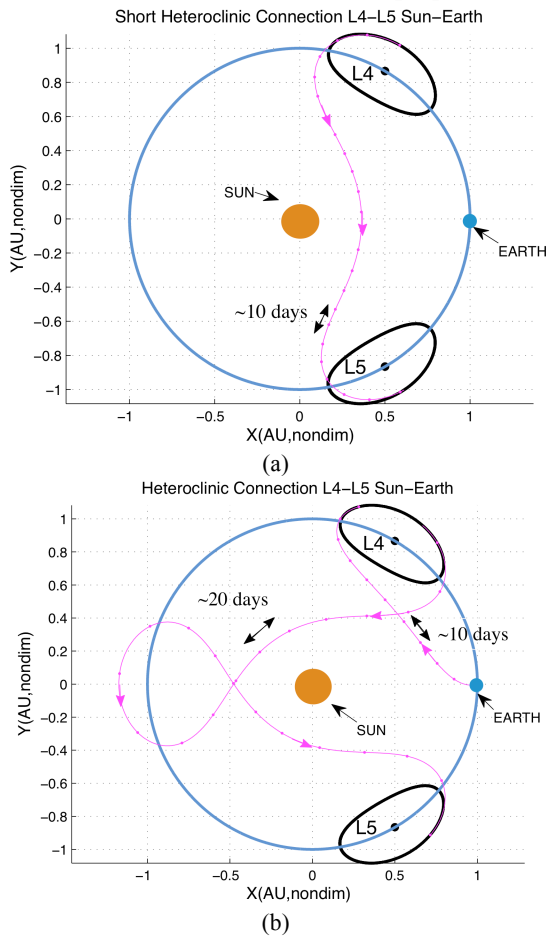 Short Heteroclinic Connection L4−L5 Sun−Earth
1
0.8
0.6
0.4
0.2
0
−0.2
−0.4
−0.6
−0.8
−1
Y(AU,nondim)
L4
SUN
EARTH
~10 days
L5
−1
−0.5
0
0.5
1
X(AU,nondim)
(a)
Heteroclinic Connection L4−L5 Sun−Earth
1
0.8
0.6
0.4
0.2
0
−0.2
−0.4
−0.6
−0.8
−1
Y(AU,nondim)
L4
~20 days
~10 days
EARTH
SUN
L5
−1
−0.5
0
0.5
1
X(AU,nondim)
(b)